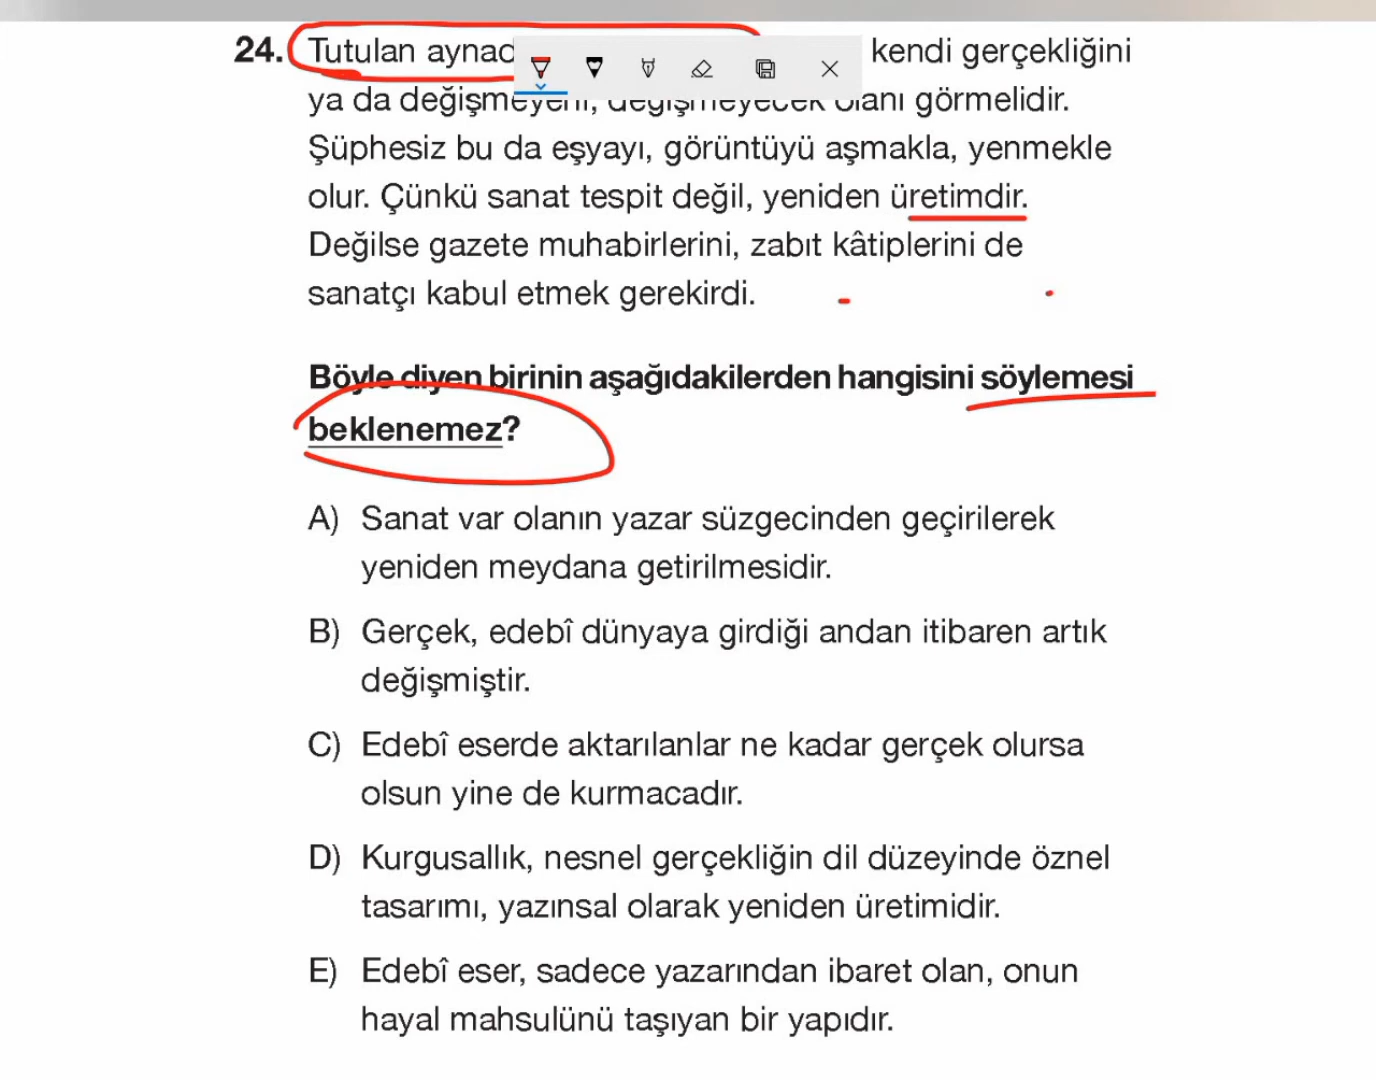 24. Tutulan aynad kendi gerçekliğini
ya da değişmeyeni, değişmeyecek olanı görmelidir.
Şüphesiz bu da eşyayı, görüntüyü aşmakla, yenmekle
olur. Çünkü sanat tespit değil, yeniden üretimdir.
Değilse gazete muhabirlerini, zabıt kâtiplerini de
sanatçı kabul etmek gerekirdi.
Böyle diyen birinin aşağıdakilerden hangisini söylemesi
beklenemez?
A) Sanat var olanın yazar süzgecinden geçirilerek
yeniden meydana getirilmesidir.
B) Gerçek, edebî dünyaya girdiği andan itibaren artık
değişmiştir.
C) Edebî eserde aktarılanlar ne kadar gerçek olursa
olsun yine de kurmacadır.
D) Kurgusallık, nesnel gerçekliğin dil düzeyinde öznel
tasarımı, yazınsal olarak yeniden üretimidir.
E) Edebî eser, sadece yazarından ibaret olan, onun
hayal mahsulünü taşıyan bir yapıdır.